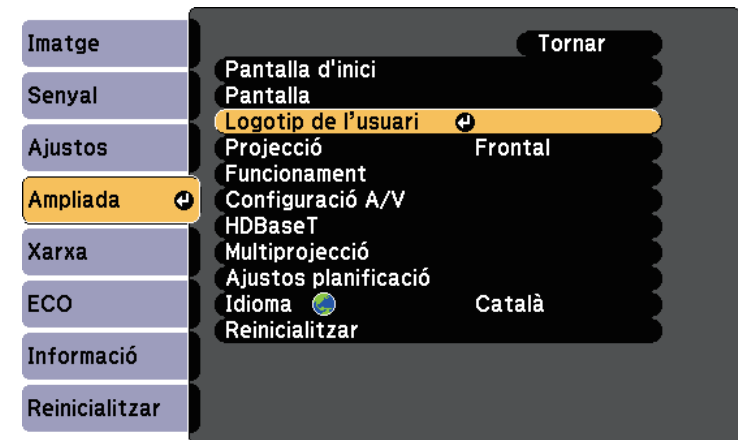 Imatge
Senyal
Ajustos
Ampliada
Xarxa
ECO
Informació
Reinicialitzar
Tornar
Pantalla d'inici
Pantalla
Logotip de l’usuari
Projecció Frontal
Funcionament
Configuració A/V
HDBaseT
Multiprojecció
Ajustos planificació
Idioma Català
Reinicialitzar